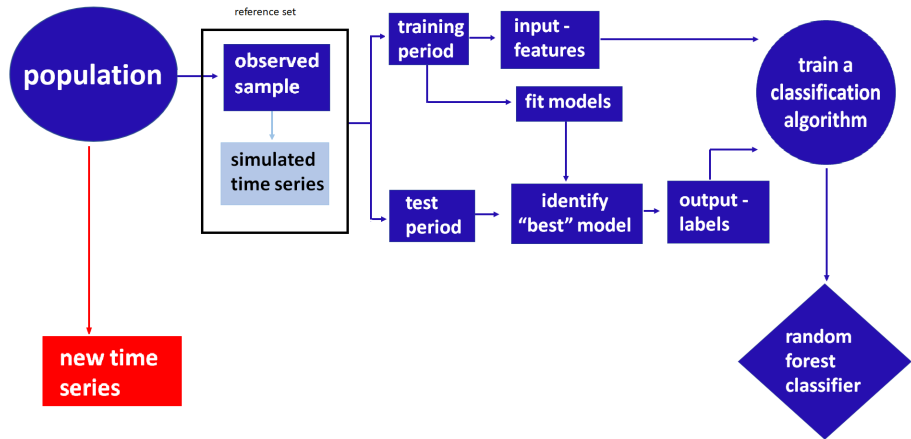 reference set
population
observed
sample
simulated
time series
training
period
input -
features
fit models
test
period
identify
“best” model
output -
labels
train a
classification
algorithm
random
forest
classifier
new time
series